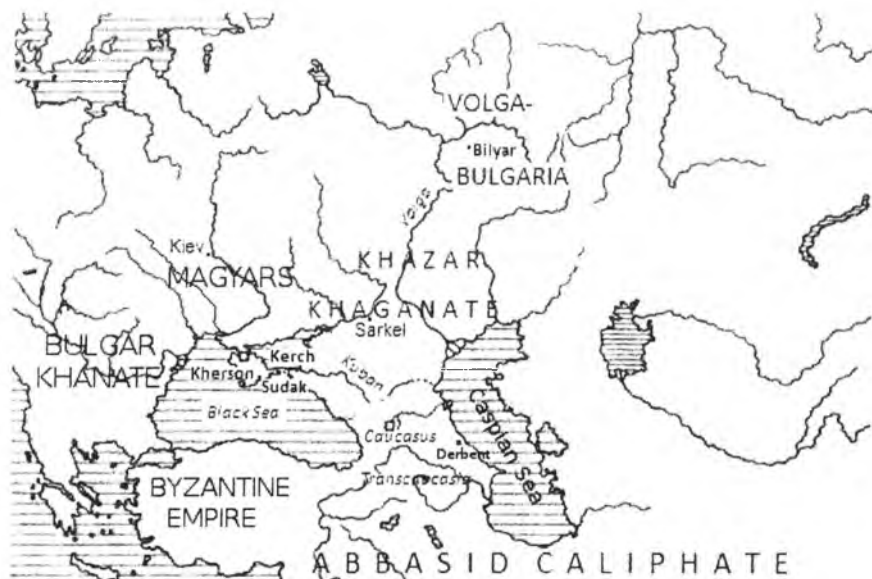 VOLGA-
Bilyar
BULGARIA
Volga
Kiev
MAGYARS
KHAZAR
KHAGANATE
Sarkel
BULGAR
KHANATE
Kerch
Kherson
Sudak
Kuban
Black Sea
Caucasus
Derbent
Caspian sea
Transcaucasia
BYZANTINE
EMPIRE
ABBASID CALIPHATE